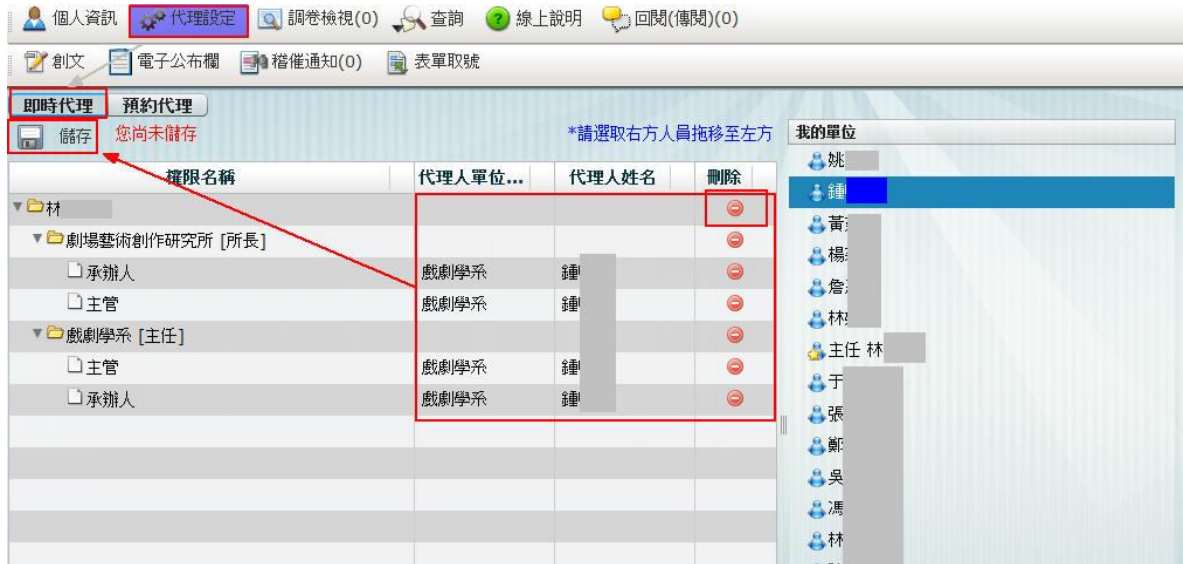 個人資訊 代理設定 調卷檢視(0) 查詢 線上說明 回閱(傳閱)(0)
創文 電子公布欄 稽催通知(0) 表單取號
即時代理 預約代理
儲存 您尚未儲存 *請選取右方人員拖移至左方 我的單位
權限名稱 代理人單位... 代理人姓名 刪除
姚
鍾
林
黃
劇場藝術創作研究所 [所長]
楊
承辦人 戲劇學系 鍾
詹
主管 戲劇學系 鍾
林
戲劇學系 [主任]
主任 林
主管 戲劇學系 鍾
于
承辦人 戲劇學系 鍾
張
鄭
吳
馮
林